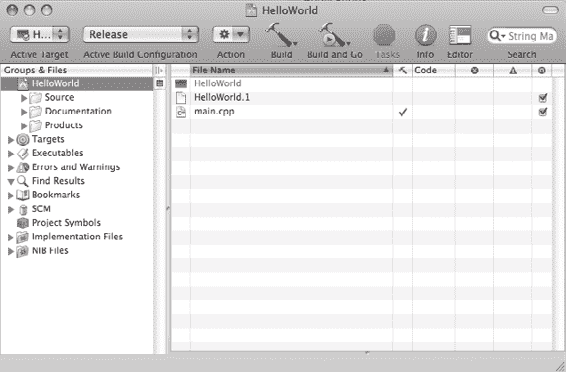 HelloWorld
H...
Release
Active Target
Active Build Configuration
Action
Build
Build and Go
Tasks
Info
Editor
String Ma
Search
Groups & Files
File Name
Code
HelloWorld
Source
Documentation
Products
Targets
Executables
Errors and Warnings
Find Results
Bookmarks
SCM
Project Symbols
Implementation Files
NIB Files
HelloWorld
HelloWorld.1
main.cpp